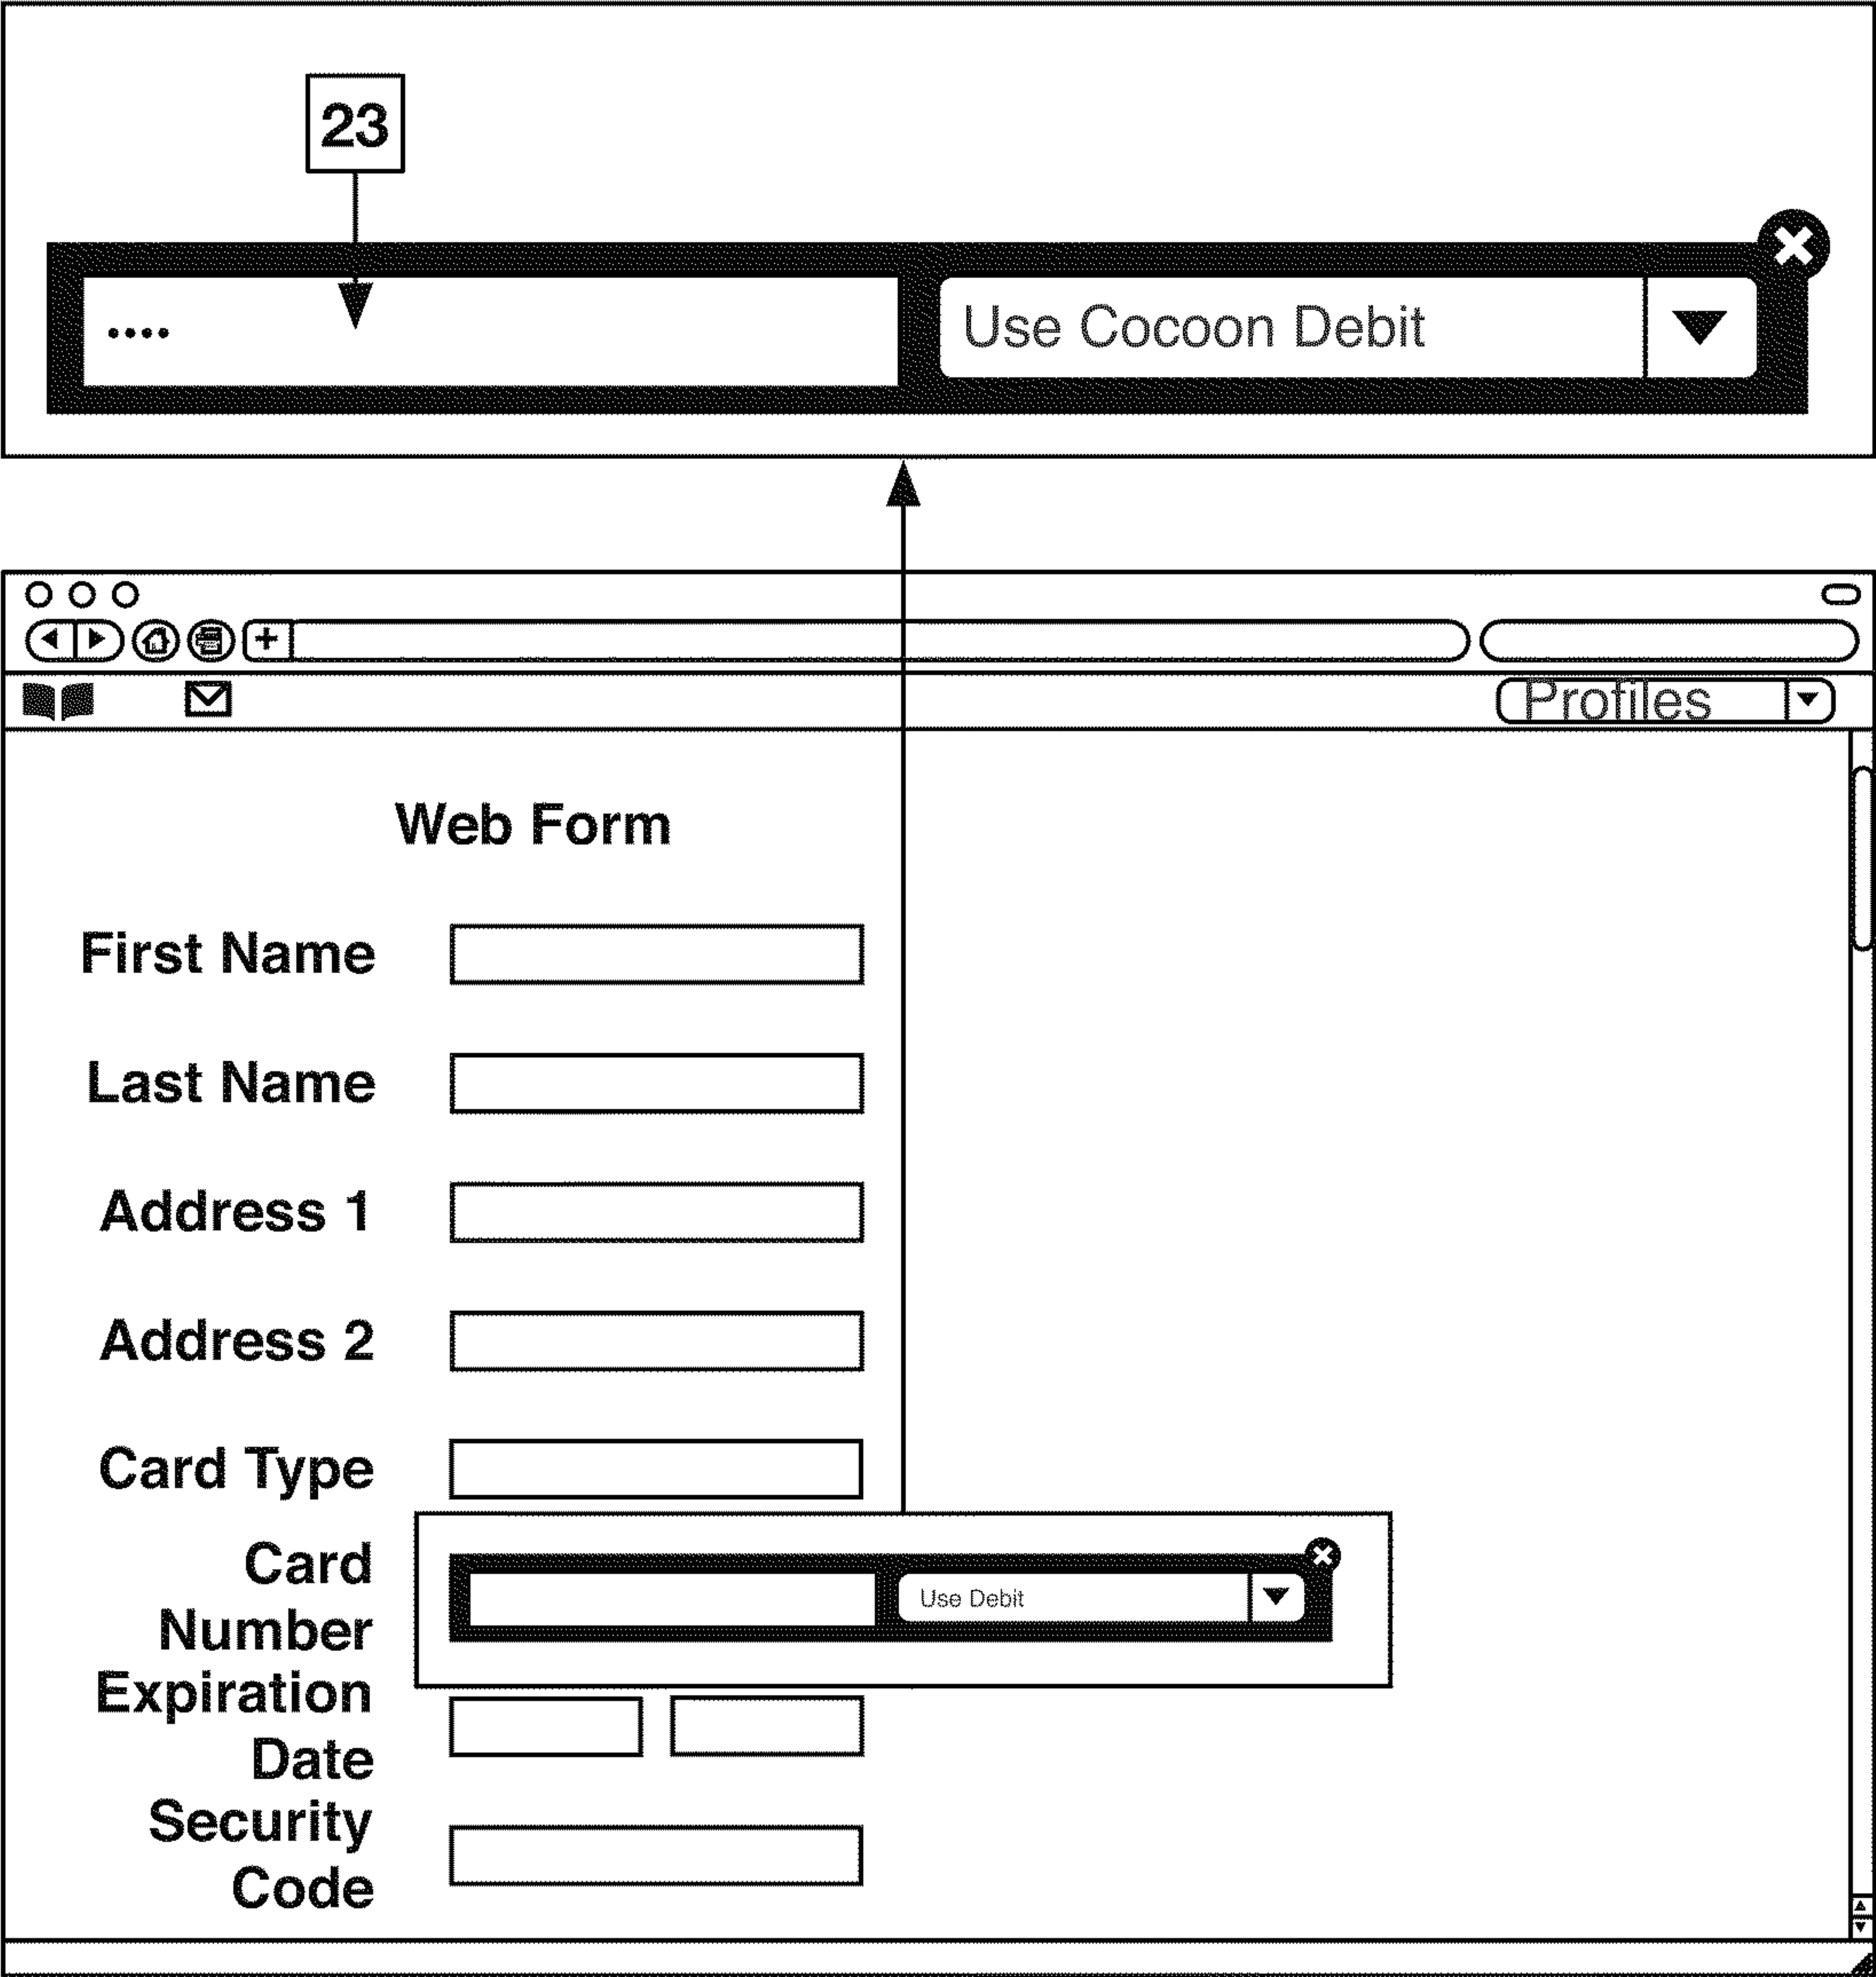 23
••••
Use Cocoon Debit
Profiles
Web Form
First Name
Last Name
Address 1
Address 2
Card Type
Card
Number
Use Debit
Expiration
Date
Security
Code